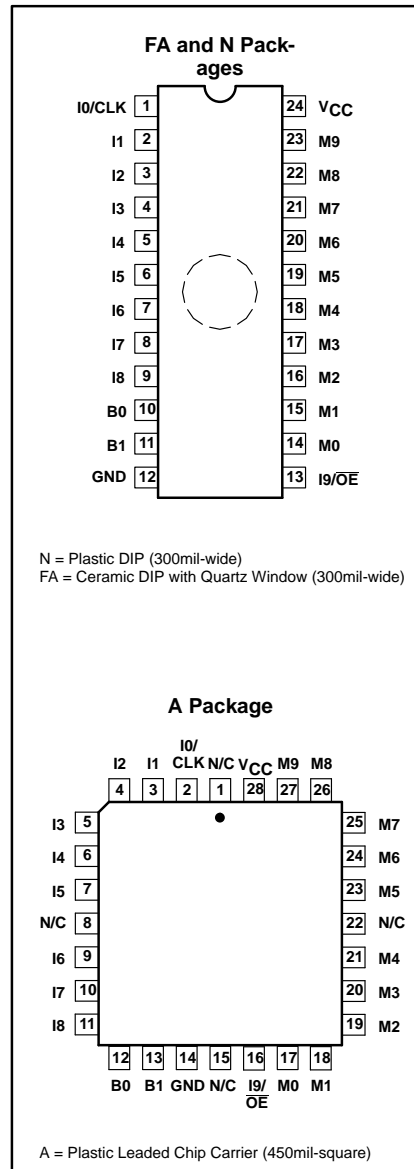 FA and N Pack-
ages
I0/CLK 1 24 VCC
I1 2 23 M9
I2 3 22 M8
I3 4 21 M7
I4 5 20 M6
I5 6 19 M5
I6 7 18 M4
I7 8 17 M3
I8 9 16 M2
B0 10 15 M1
B1 11 14 M0
GND 12 13 I9/OE
N = Plastic DIP (300mil-wide)
FA = Ceramic DIP with Quartz Window (300mil-wide)
A Package
I0/
I2 I1 CLK N/C VCC M9 M8
4 3 2 1 28 27 26
I3 5 25 M7
I4 6 24 M6
I5 7 23 M5
N/C 8 22 N/C
I6 9 21 M4
I7 10 20 M3
I8 11 19 M2
12 13 14 15 16 17 18
B0 B1 GND N/C I9/ M0 M1
OE
A = Plastic Leaded Chip Carrier (450mil-square)